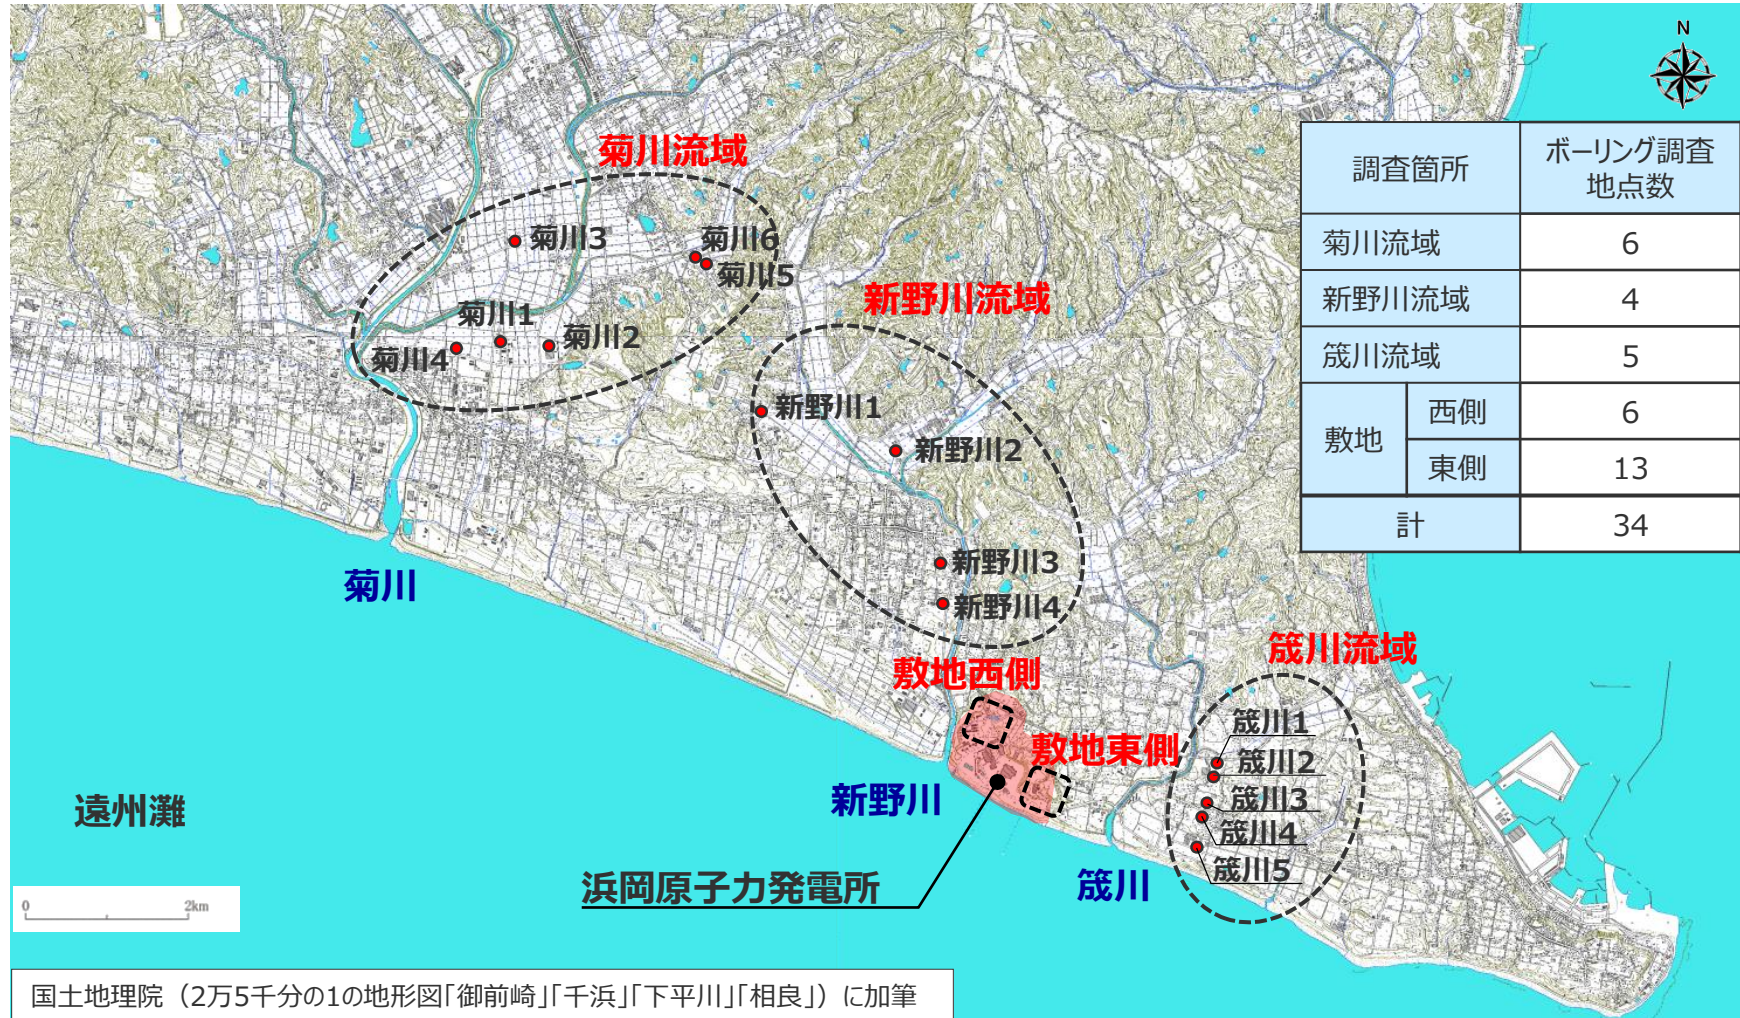 N
調査箇所
ボーリング調査
地点数
菊川流域
6
新野川流域
4
筬川流域
5
敷地
西側
6
東側
13
計
34
菊川流域
菊川3
菊川6
菊川5
菊川1
菊川2
菊川4
新野川流域
新野川1
新野川2
新野川3
新野川4
菊川
敷地西側
敷地東側
筬川流域
筬川1
筬川2
筬川3
筬川4
筬川5
新野川
筬川
遠州灘
浜岡原子力発電所
0
2km
国土地理院（2万5千分の1の地形図「御前崎」「千浜」「下平川」「相良」）に加筆